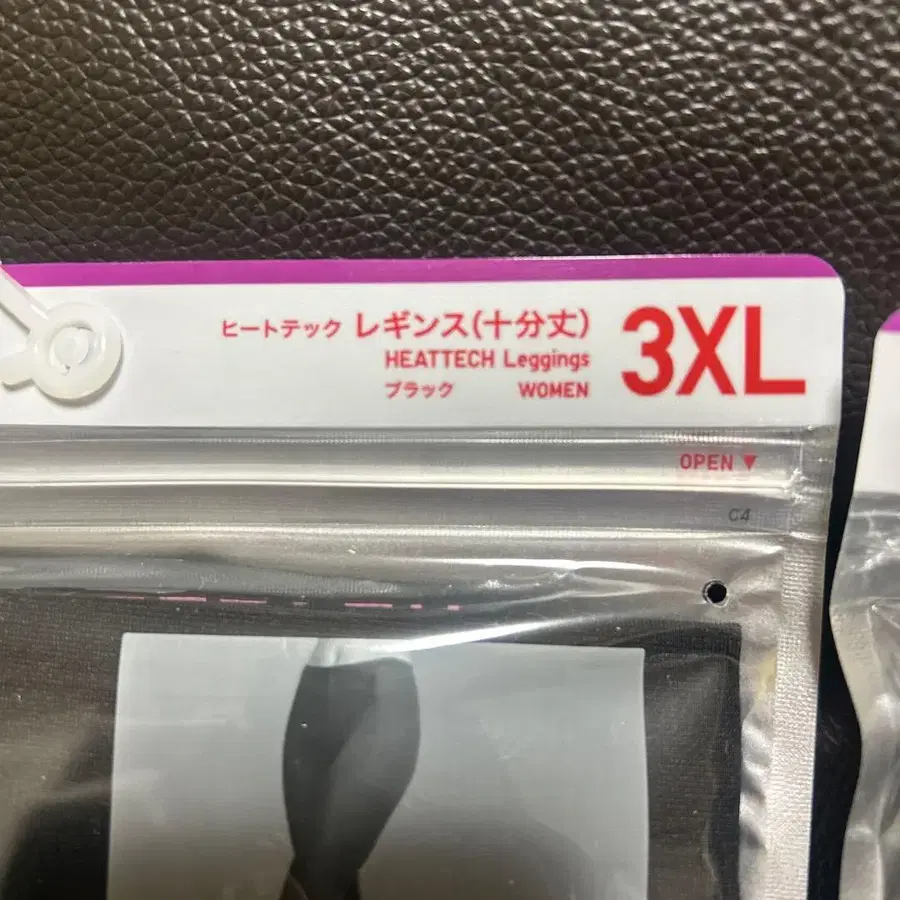 ヒートテック レギンス(十分丈)
HEATTECH Leggings
ブラック WOMEN
3XL
OPEN ▼
C4